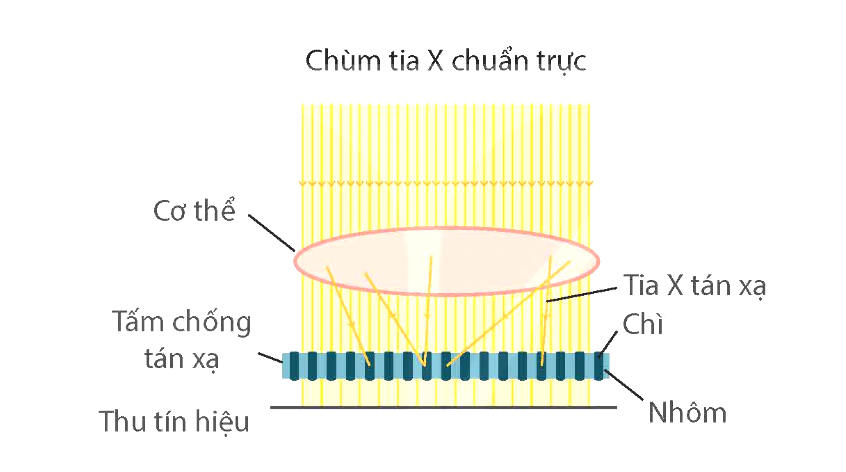 Chùm tia X chuẩn trực
Cơ thể
Tia X tán xạ
Tấm chống
tán xạ
Chì
Nhôm
Thu tín hiệu